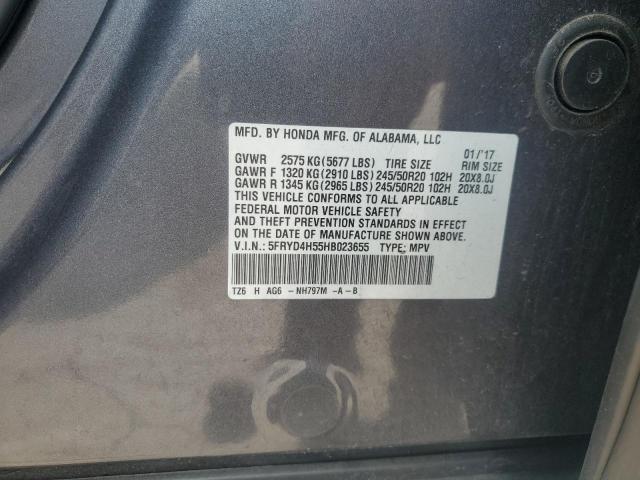 MFD. BY HONDA MFG. OF ALABAMA, LLC
GVWR 2575 KG(5677 LBS) TIRE SIZE 01/'17 RIM SIZE
GAWR F 1320 KG(2910 LBS) 245/50R20 102H 20X8.0J
GAWR R 1345 KG(2965 LBS) 245/50R20 102H 20X8.0J
THIS VEHICLE CONFORMS TO ALL APPLICABLE
FEDERAL MOTOR VEHICLE SAFETY
AND THEFT PREVENTION STANDARDS IN EFFECT
ON THE DATE OF MANUFACTURE SHOWN ABOVE.
V.I.N.: 5FRYD4H55HB023655 TYPE: MPV
TZ6 H AG6 -NH797M -A-B